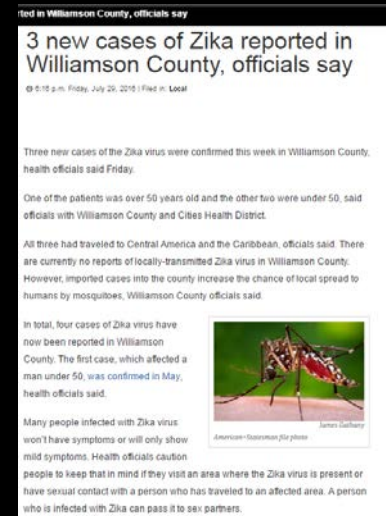 rted in Williamson County, officials say
3 new cases of Zika reported in
Williamson County, officials say
6:16 p.m. Friday, July 29, 2016 | Filed in: Local
Three new cases of the Zika virus were confirmed this week in Williamson County,
health officials said Friday.
One of the patients was over 50 years old and the other two were under 50, said
officials with Williamson County and Cities Health District.
All three had traveled to Central America and the Caribbean, officials said. There
are currently no reports of locally-transmitted Zika virus in Williamson County.
However, imported cases into the county increase the chance of local spread to
humans by mosquitoes, Williamson County officials said.
In total, four cases of Zika virus have
now been reported in Williamson
County. The first case, which affected a
man under 50, was confirmed in May,
health officials said.
James Gathany
American-Statesman file photo
Many people infected with Zika virus
won't have symptoms or will only show
mild symptoms. Health officials caution
people to keep that in mind if they visit an area where the Zika virus is present or
have sexual contact with a person who has traveled to an affected area. A person
who is infected with Zika can pass it to sex partners.